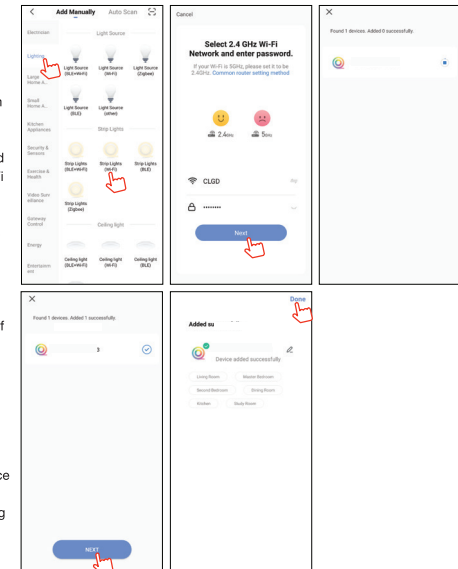 Add Manually Auto Scan
Electrician
Light Source
Lighting
Light Source (BLE+Wi-Fi)
Light Source (Wi-Fi)
Light Source (Zigbee)
Large Home A..
Small Home A..
Light Source (BLE)
Light Source (other)
Kitchen Appliances
Strip Lights
Security & Sensors
Exercise & Health
Strip Lights (BLE+Wi-Fi)
Strip Lights (Wi-Fi)
Strip Lights (BLE)
Video Surveillance
Strip Lights (Zigbee)
Gateway Control
Ceiling light
Energy
Entertainment
Ceiling light (BLE+Wi-Fi)
Ceiling light (Wi-Fi)
Ceiling light (BLE)
Cancel
Select 2.4 GHz Wi-Fi
Network and enter password.
If your Wi-Fi is 5GHz, please set it to be
2.4GHz. Common router setting method
2.4GHz 5GHz
CLGD
Next
Found 1 devices. Added 0 successfully.
Found 1 devices. Added 1 successfully.
NEXT
Done
Added su
Device added successfully
Living Room Master Bedroom
Second Bedroom Dining Room
Kitchen Study Room